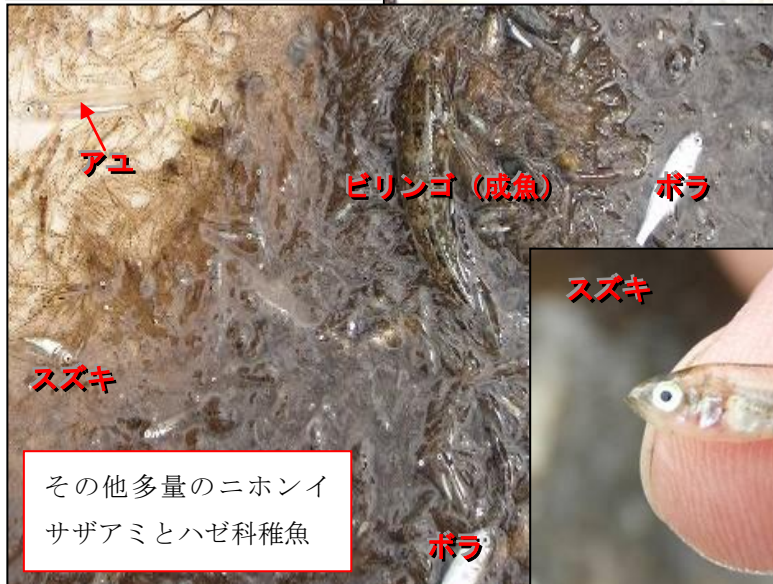 アユ
ビリンゴ（成魚）
ボラ
スズキ
スズキ
その他多量のニホンイ
サザアミとハゼ科稚魚
ボラ